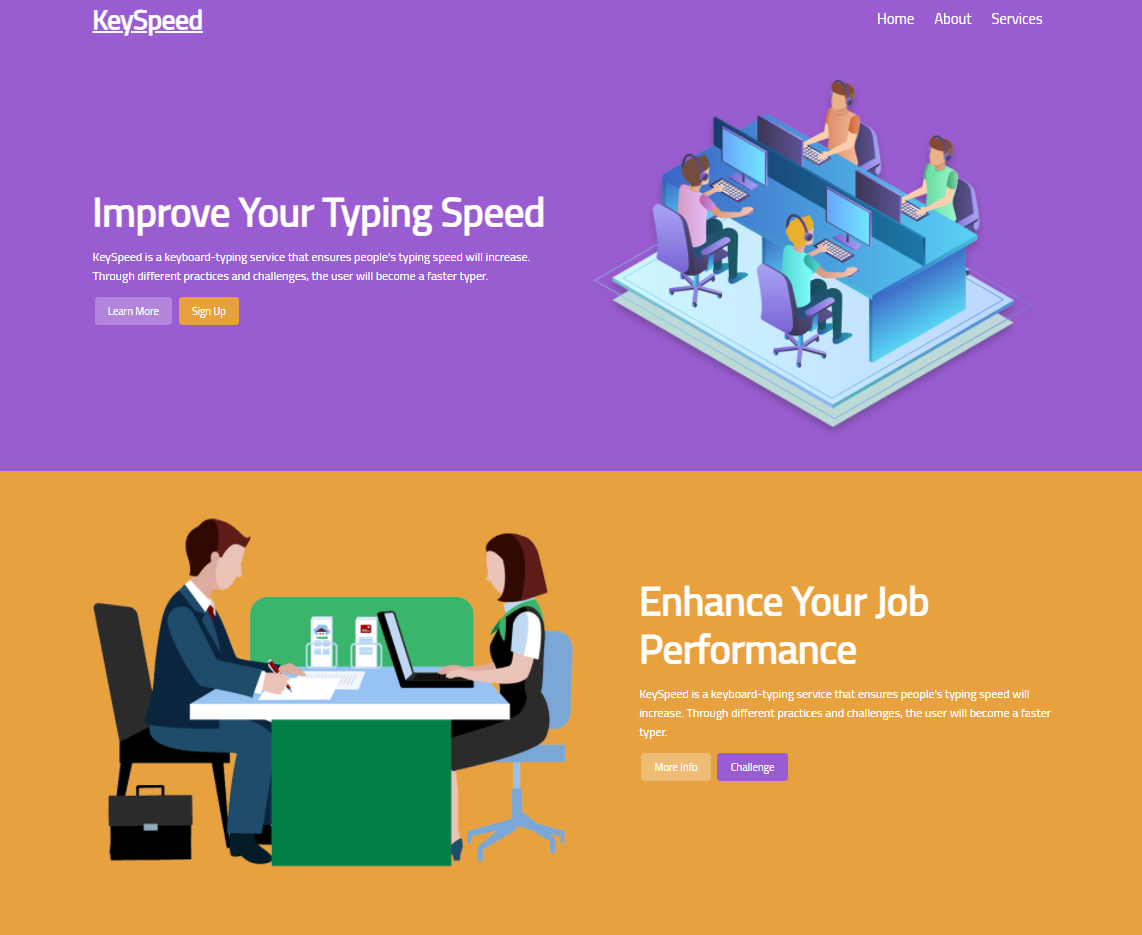 KeySpeed
Home About Services
Improve Your Typing Speed
KeySpeed is a keyboard-typing service that ensures people's typing speed will increase.
Through different practices and challenges, the user will become a faster typer.
Learn More Sign Up
Enhance Your Job
Performance
KeySpeed is a keyboard-typing service that ensures people's typing speed will
increase. Through different practices and challenges, the user will become a faster
typer.
More Info Challenge